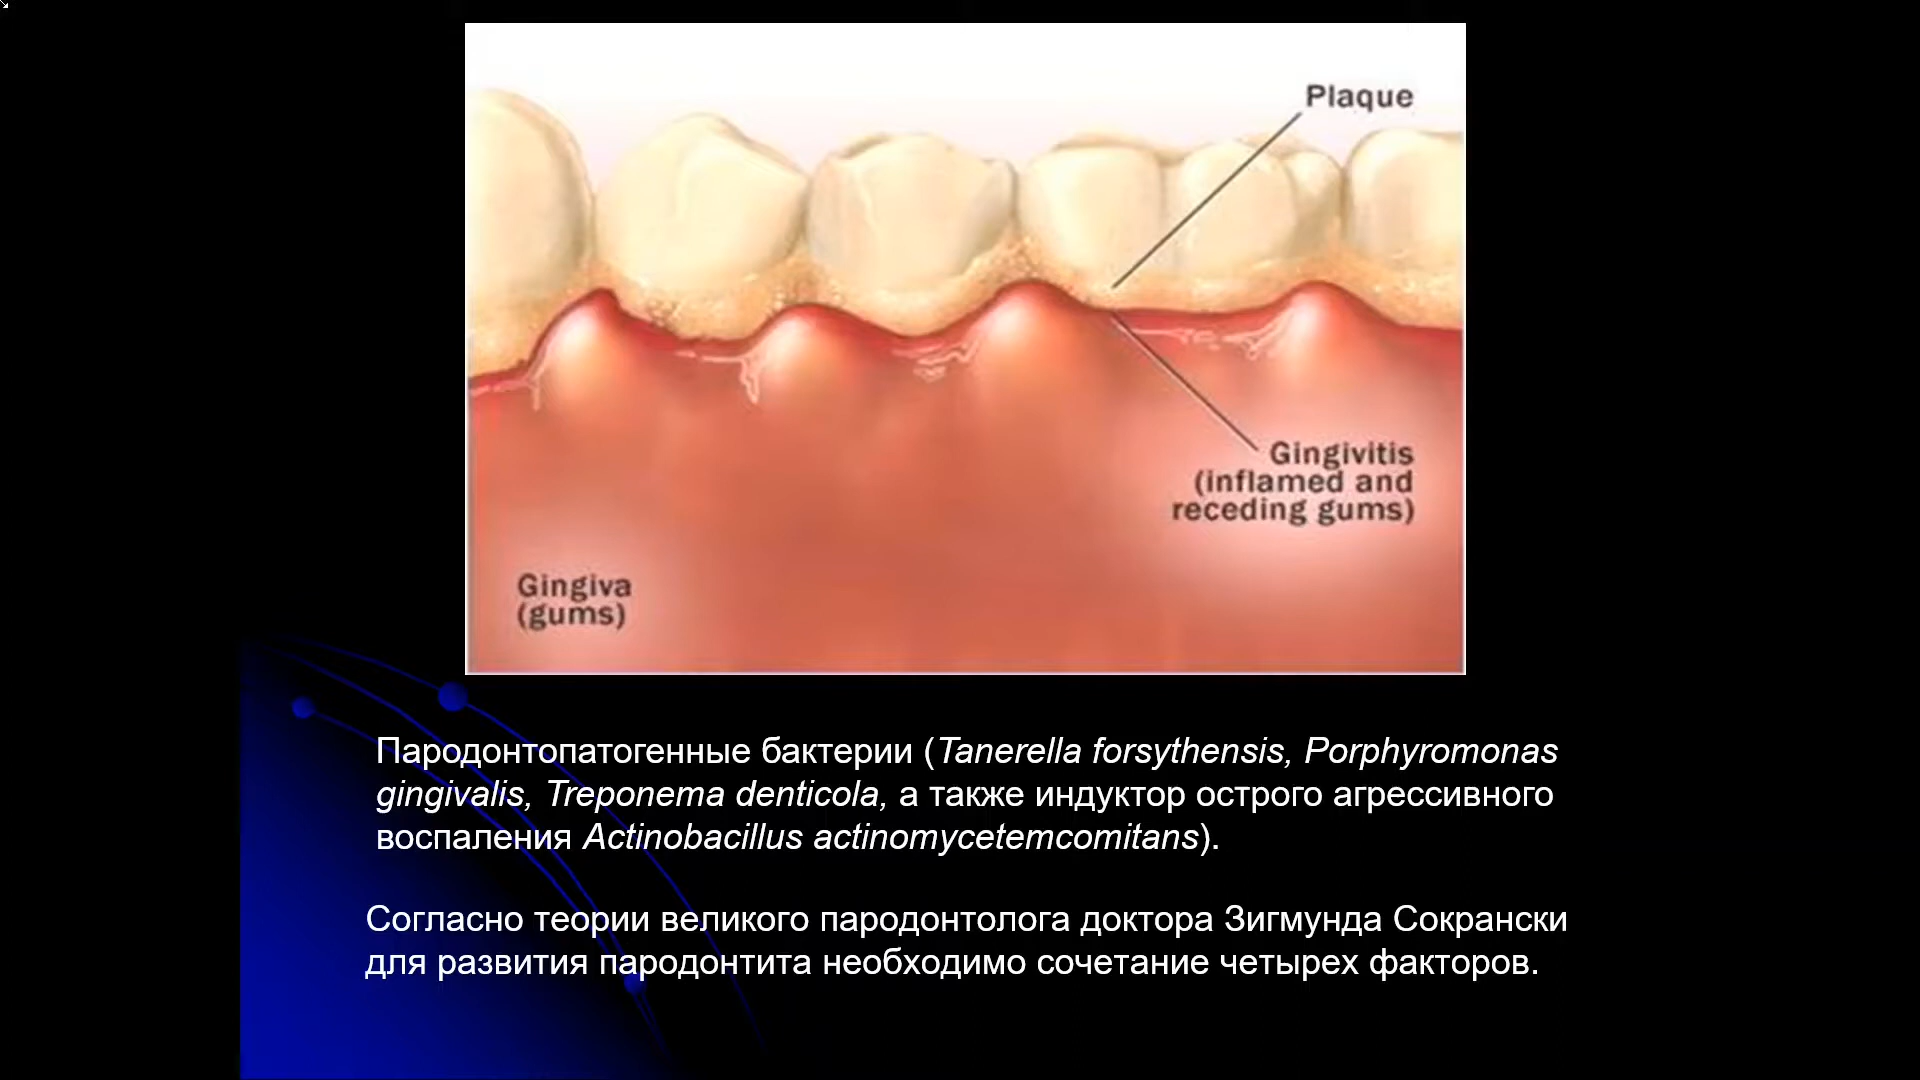 Plaque
Gingivitis
(inflamed and
receding gums)
Gingiva
(gums)
Пародонтопатогенные бактерии (Tanerella forsythensis, Porphyromonas
gingivalis, Treponema denticola, а также индуктор острого агрессивного
воспаления Actinobacillus actinomycetemcomitans).
Согласно теории великого пародонтолога доктора Зигмунда Сокрански
для развития пародонтита необходимо сочетание четырех факторов.